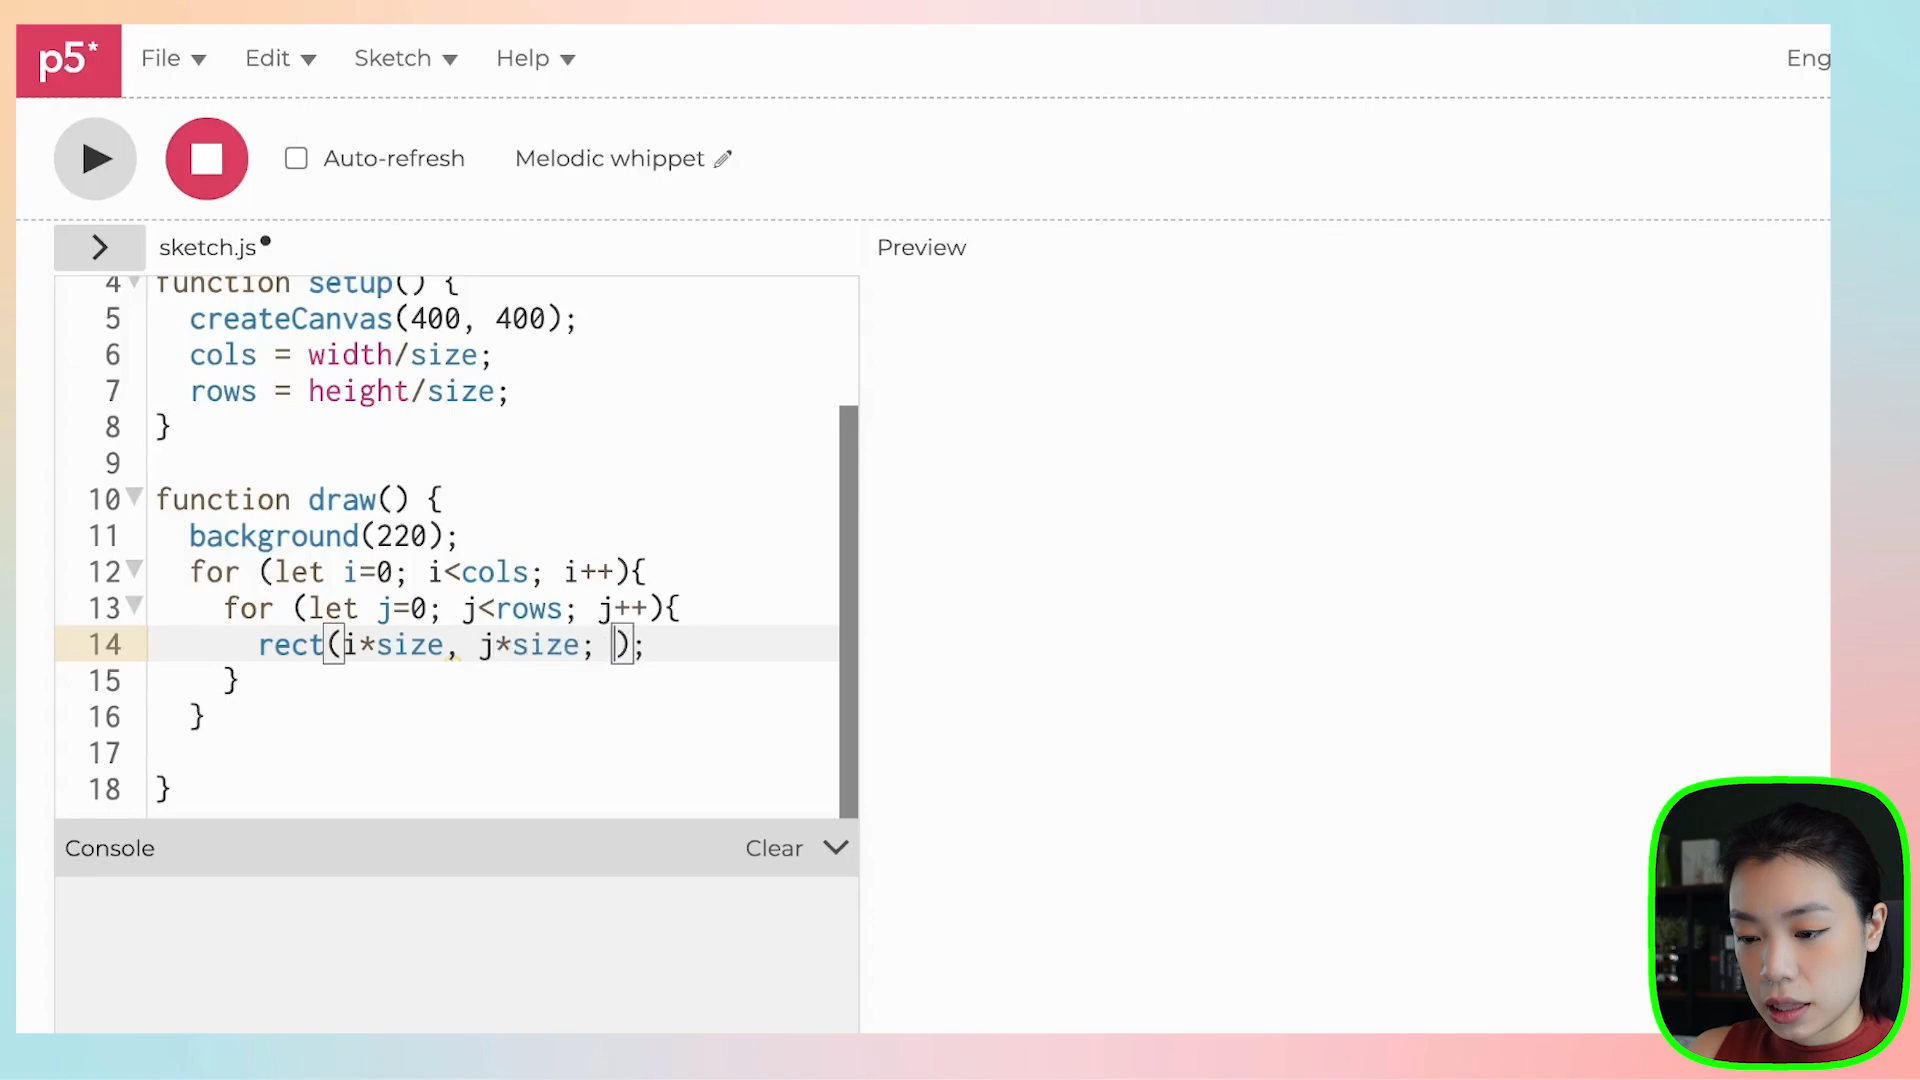 p5* File Edit Sketch Help Eng
Auto-refresh Melodic whippet
sketch.js Preview
4 function setup() {
5 createCanvas(400, 400);
6 cols = width/size;
7 rows = height/size;
8 }
9
10 function draw() {
11 background(220);
12 for (let i=0; i<cols; i++){
13 for (let j=0; j<rows; j++){
14 rect(i*size, j*size; );
15 }
16 }
17
18 }
Console Clear